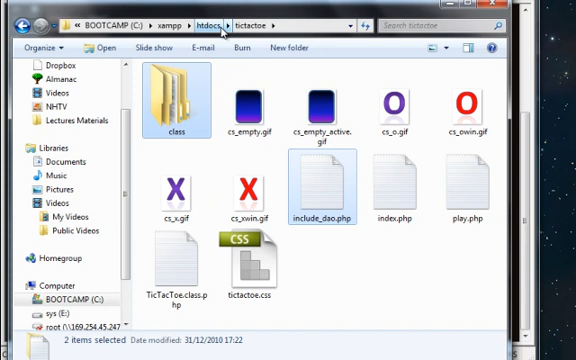 « BOOTCAMP (C:) ▸ xampp ▸ htdocs ▸ tictactoe ▸
Search tictactoe
Organize ▾ Open Slide show E-mail Burn New folder
Dropbox
Almanac
Videos
NHTV
Lectures Materials
Libraries
Documents
Music
Pictures
Videos
My Videos
Public Videos
Homegroup
Computer
BOOTCAMP (C:)
sys (E:)
root (\\169.254.45.247
class
cs_empty.gif
cs_empty_active.
gif
O
cs_o.gif
O
cs_owin.gif
X
cs_x.gif
X
cs_xwin.gif
include_dao.php
index.php
play.php
TicTacToe.class.p
hp
CSS
tictactoe.css
2 items selected Date modified: 31/12/2010 17:22